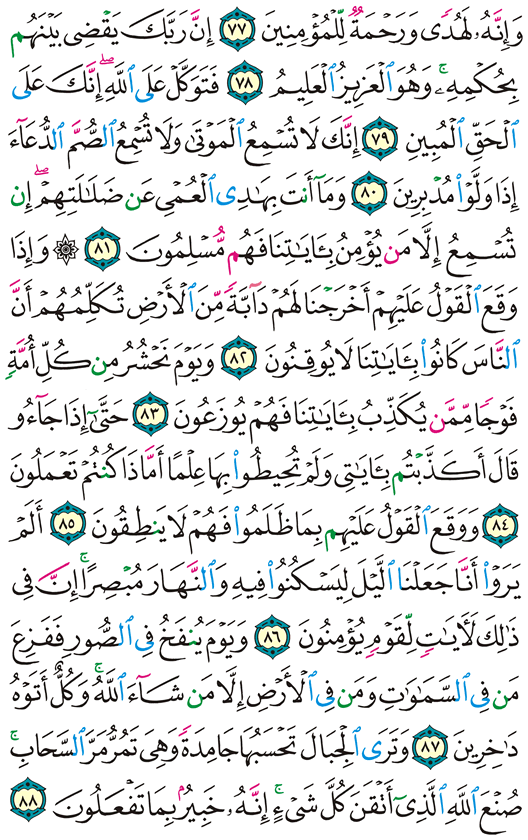 وَإِنَّهُۥ لَهُدٗى وَرَحۡمَةٞ لِّلۡمُؤۡمِنِينَ ٧٧ إِنَّ رَبَّكَ يَقۡضِي بَيۡنَهُم
بِحُكۡمِهِۦۚ وَهُوَ ٱلۡعَزِيزُ ٱلۡعَلِيمُ ٧٨ فَتَوَكَّلۡ عَلَى ٱللَّهِۖ إِنَّكَ عَلَى
ٱلۡحَقِّ ٱلۡمُبِينِ ٧٩ إِنَّكَ لَا تُسۡمِعُ ٱلۡمَوۡتَىٰ وَلَا تُسۡمِعُ ٱلصُّمَّ ٱلدُّعَآءَ
إِذَا وَلَّوۡاْ مُدۡبِرِينَ ٨٠ وَمَآ أَنتَ بِهَٰدِي ٱلۡعُمۡيِ عَن ضَلَٰلَتِهِمۡۖ إِن
تُسۡمِعُ إِلَّا مَن يُؤۡمِنُ بِـَٔايَٰتِنَا فَهُم مُّسۡلِمُونَ ٨١ ۞ وَإِذَا
وَقَعَ ٱلۡقَوۡلُ عَلَيۡهِمۡ أَخۡرَجۡنَا لَهُمۡ دَآبَّةٗ مِّنَ ٱلۡأَرۡضِ تُكَلِّمُهُمۡ أَنَّ
ٱلنَّاسَ كَانُواْ بِـَٔايَٰتِنَا لَا يُوقِنُونَ ٨٢ وَيَوۡمَ نَحۡشُرُ مِن كُلِّ أُمَّةٖ
فَوۡجٗا مِّمَّن يُكَذِّبُ بِـَٔايَٰتِنَا فَهُمۡ يُوزَعُونَ ٨٣ حَتَّىٰٓ إِذَا جَآءُو
قَالَ أَكَذَّبۡتُم بِـَٔايَٰتِي وَلَمۡ تُحِيطُواْ بِهَا عِلۡمًا أَمَّاذَا كُنتُمۡ تَعۡمَلُونَ
٨٤ وَوَقَعَ ٱلۡقَوۡلُ عَلَيۡهِم بِمَا ظَلَمُواْ فَهُمۡ لَا يَنطِقُونَ ٨٥ أَلَمۡ
يَرَوۡاْ أَنَّا جَعَلۡنَا ٱلَّيۡلَ لِيَسۡكُنُواْ فِيهِ وَٱلنَّهَارَ مُبۡصِرًاۚ إِنَّ فِي
ذَٰلِكَ لَأٓيَٰتٖ لِّقَوۡمٖ يُؤۡمِنُونَ ٨٦ وَيَوۡمَ يُنفَخُ فِي ٱلصُّورِ فَفَزِعَ
مَن فِي ٱلسَّمَٰوَٰتِ وَمَن فِي ٱلۡأَرۡضِ إِلَّا مَن شَآءَ ٱللَّهُۚ وَكُلٌّ أَتَوۡهُ
دَٰخِرِينَ ٨٧ وَتَرَى ٱلۡجِبَالَ تَحۡسَبُهَا جَامِدَةٗ وَهِيَ تَمُرُّ مَرَّ ٱلسَّحَابِۚ
صُنۡعَ ٱللَّهِ ٱلَّذِيٓ أَتۡقَنَ كُلَّ شَيۡءٍۚ إِنَّهُۥ خَبِيرُۢ بِمَا تَفۡعَلُونَ ٨٨